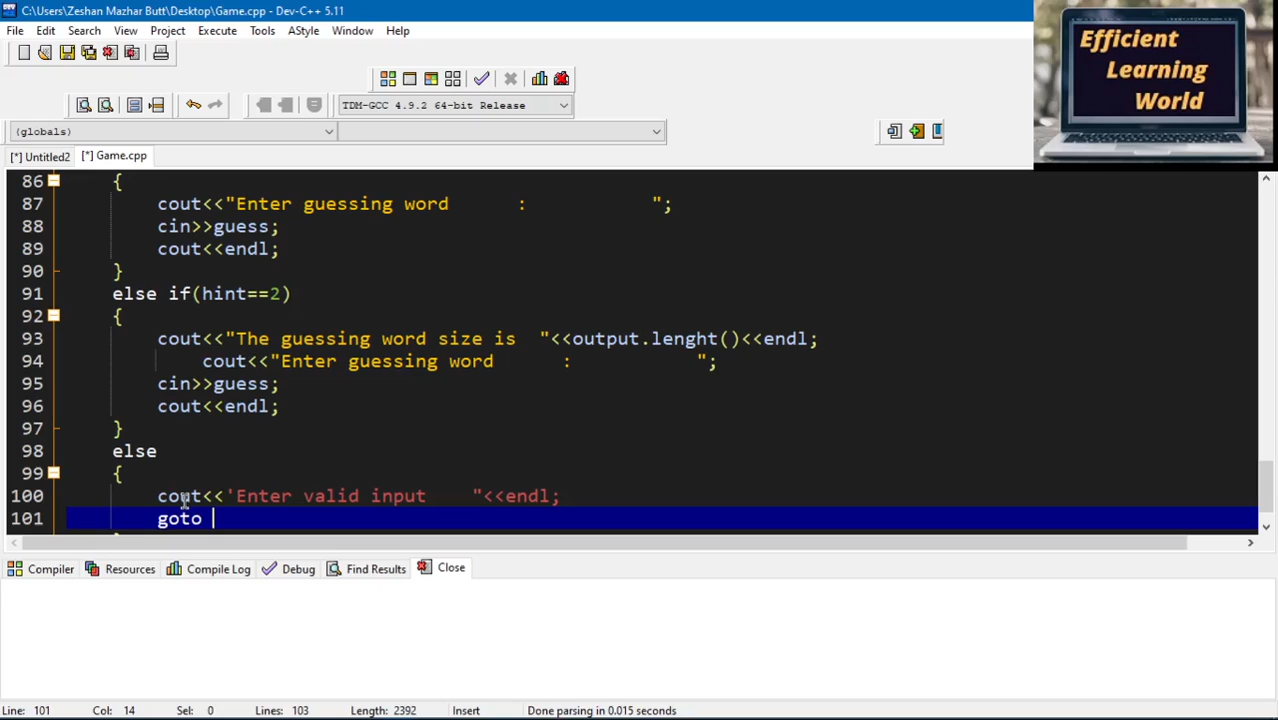 C:\Users\Zeshan Mazhar Butt\Desktop\Game.cpp - Dev-C++ 5.11
File Edit Search View Project Execute Tools AStyle Window Help
TDM-GCC 4.9.2 64-bit Release
(globals)
[*] Untitled2 [*] Game.cpp
Efficient
Learning
World
86 {
87 cout<<"Enter guessing word      :           ";
88 cin>>guess;
89 cout<<endl;
90 }
91 else if(hint==2)
92 {
93 cout<<"The guessing word size is  "<<output.lenght()<<endl;
94 cout<<"Enter guessing word      :           ";
95 cin>>guess;
96 cout<<endl;
97 }
98 else
99 {
100 cout<<'Enter valid input    "<<endl;
101 goto
Compiler Resources Compile Log Debug Find Results Close
Line: 101 Col: 14 Sel: 0 Lines: 103 Length: 2392 Insert Done parsing in 0.015 seconds